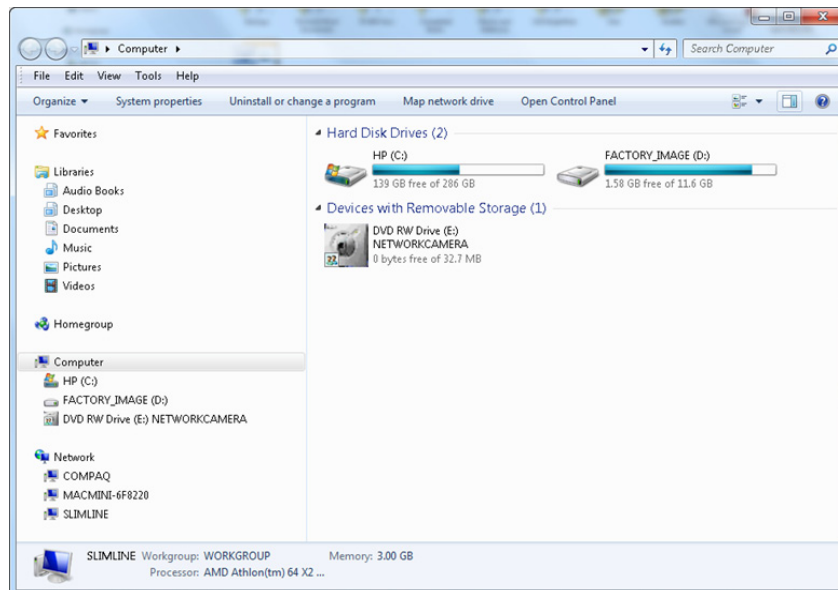 Computer
Search Computer
File Edit View Tools Help
Organize System properties Uninstall or change a program Map network drive Open Control Panel
Favorites
Libraries
Audio Books
Desktop
Documents
Music
Pictures
Videos
Homegroup
Computer
HP (C:)
FACTORY_IMAGE (D:)
DVD RW Drive (E:) NETWORKCAMERA
Network
COMPAQ
MACMINI-6F8220
SLIMLINE
Hard Disk Drives (2)
HP (C:)
139 GB free of 286 GB
FACTORY_IMAGE (D:)
1.58 GB free of 11.6 GB
Devices with Removable Storage (1)
DVD RW Drive (E:)
NETWORKCAMERA
0 bytes free of 32.7 MB
SLIMLINE Workgroup: WORKGROUP Memory: 3.00 GB
Processor: AMD Athlon(tm) 64 X2 ...